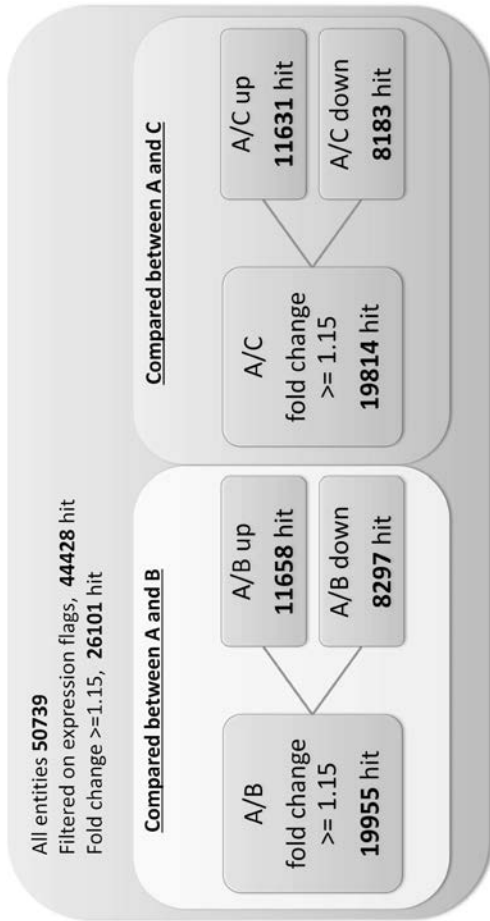 All entities 50739
Filtered on expression flags, 44428 hit
Fold change >=1.15, 26101 hit
Compared between A and B
A/B
fold change
>= 1.15
19955 hit
A/B up
11658 hit
A/B down
8297 hit
Compared between A and C
A/C
fold change
>= 1.15
19814 hit
A/C up
11631 hit
A/C down
8183 hit